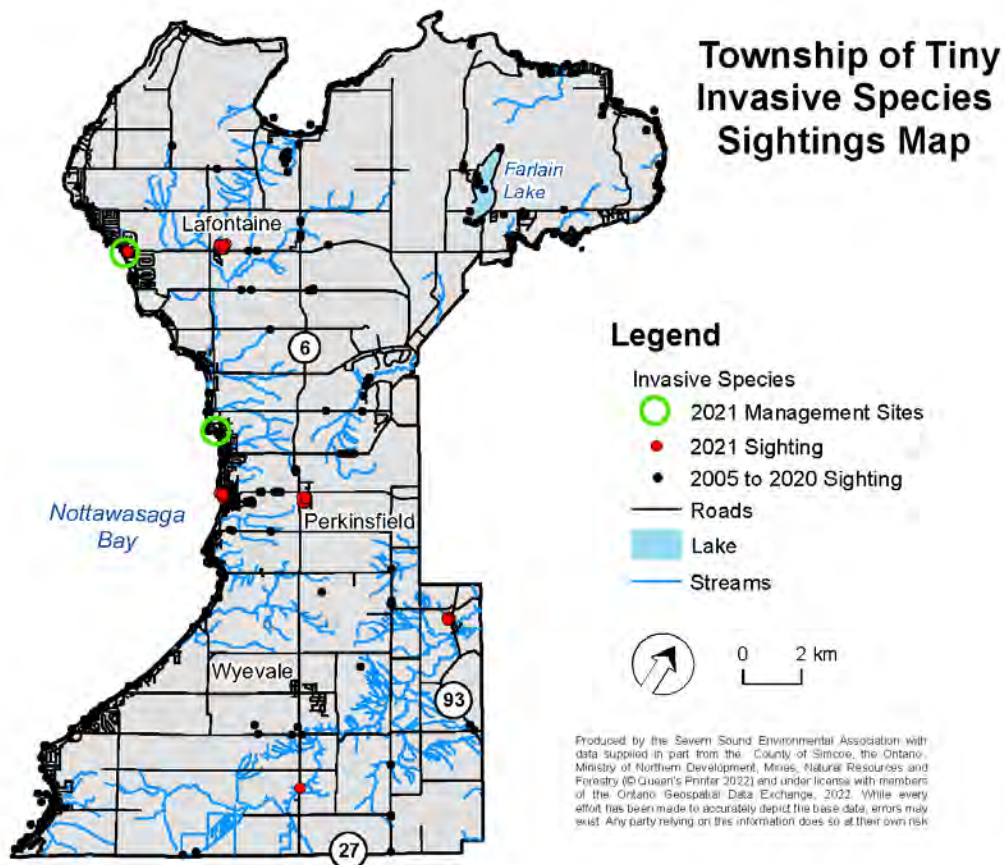 Township of Tiny
Invasive Species
Sightings Map
Farlain
Lake
Lafontaine
6
Nottawasaga
Bay
Perkinsfield
Wyevale
93
27
Legend
Invasive Species
2021 Management Sites
2021 Sighting
2005 to 2020 Sighting
Roads
Lake
Streams
0 2 km
Produced by the Severn Sound Environmental Association with
data supplied in part from the County of Simcoe, the Ontario
Ministry of Northern Development, Mines, Natural Resources and
Forestry (© Queen's Printer 2022) and under license with members
of the Ontario Geospatial Data Exchange, 2022. While every
effort has been made to accurately depict the base data, errors may
exist. Any party relying on this information does so at their own risk